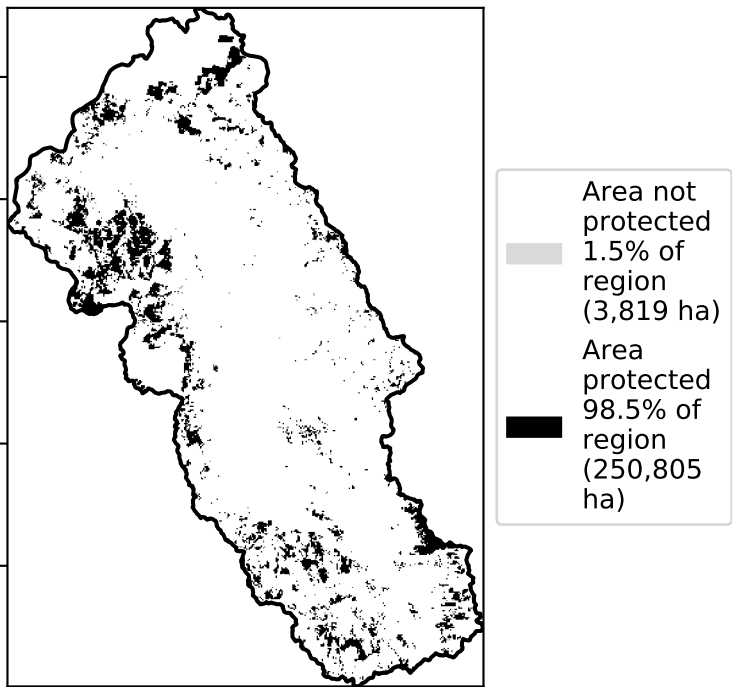 Area not
protected
1.5% of
region
(3,819 ha)
Area
protected
98.5% of
region
(250,805
ha)